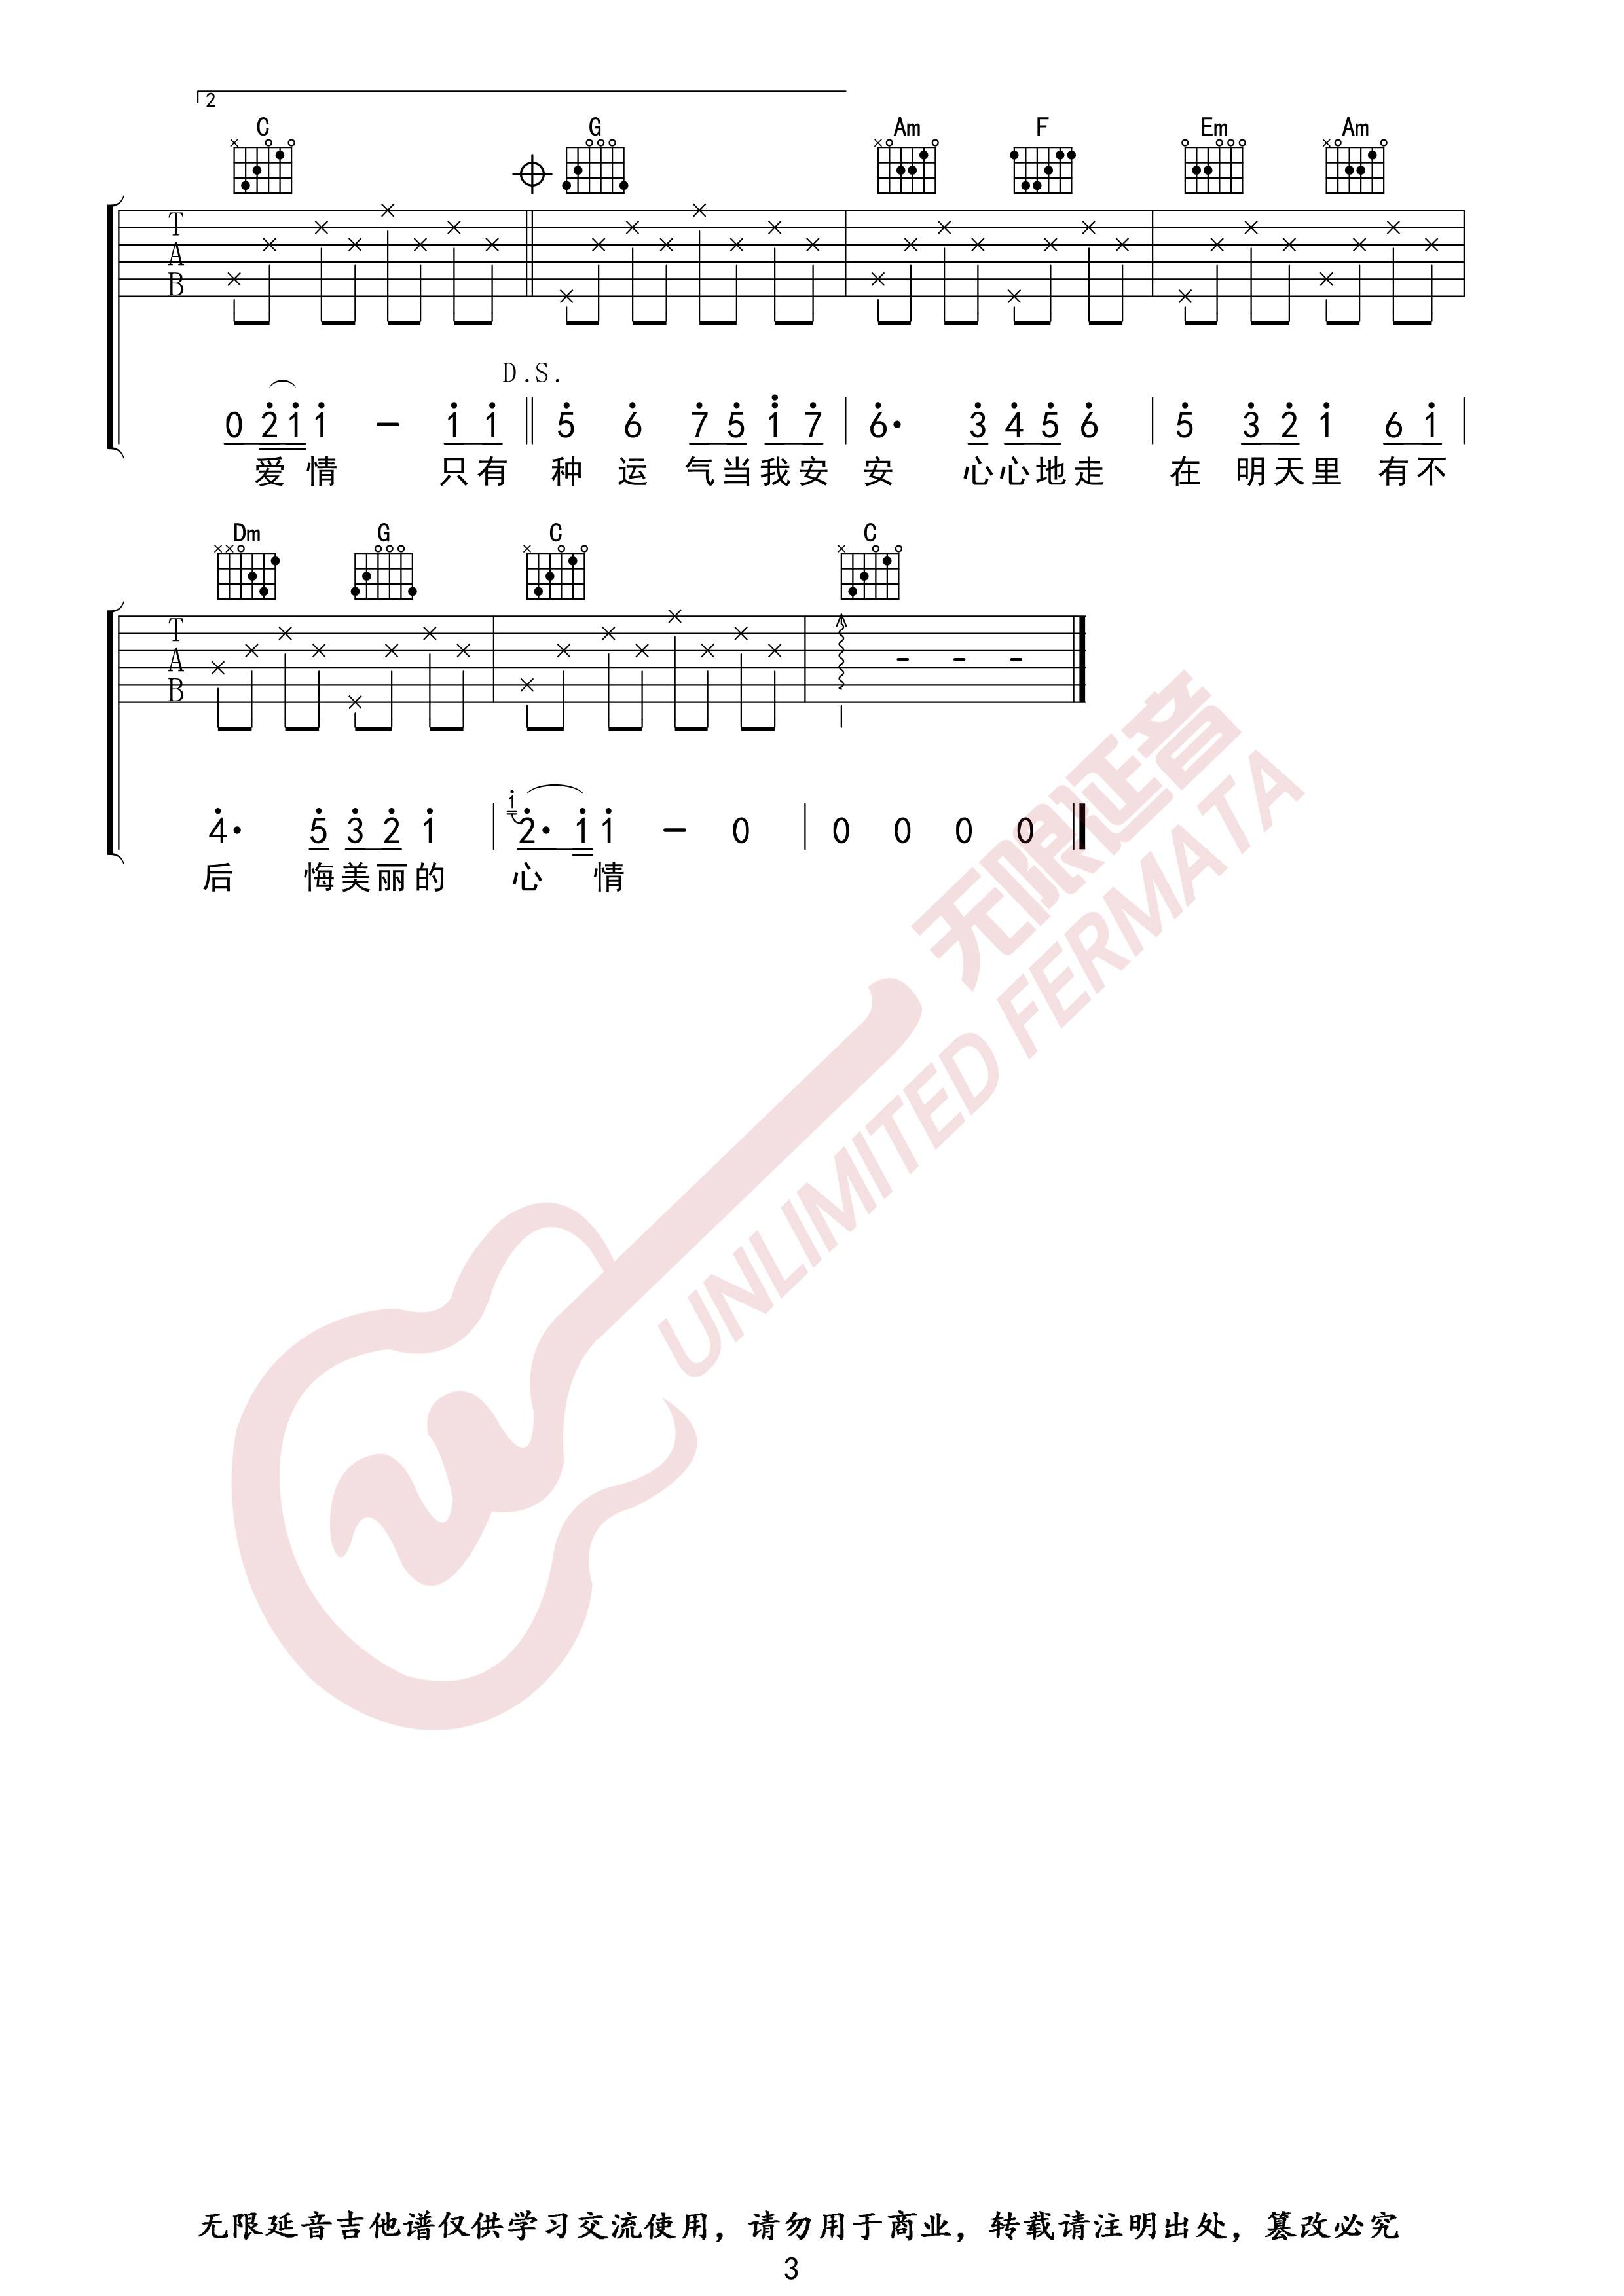 2
C G Am F Em Am
T
A
B
D.S.
0 2 1 1 – 1 1 5 6 7 5 1 7 6· 3 4 5 6 5 3 2 1 6 1
爱情 只有 种 运 气当我安 安 心心地走 在 明天里 有不
Dm G C C
T
A
B
4· 5 3 2 1 1 2· 1 1 – 0 0 0 0 0
后 悔美丽的 心 情
无限延音
UNLIMITED FERMATA
无限延音吉他谱仅供学习交流使用，请勿用于商业，转载请注明出处，篡改必究
3